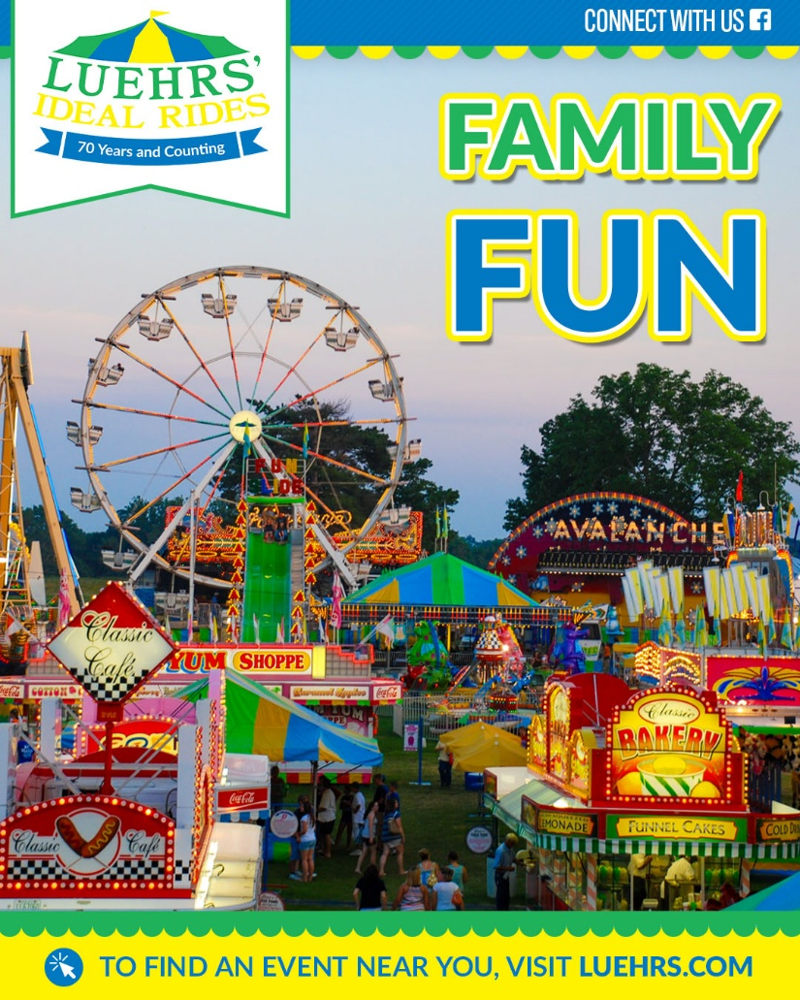 CONNECT WITH US
LUEHRS'
IDEAL RIDES
70 Years and Counting
FAMILY
FUN
FUN
AVALANCHE
Classic
Café
YUM SHOPPE
Coca-Cola
Caramel Apples
Coca-Cola
Classic
BAKERY
Coca-Cola
Classic Café
LEMONADE
FUNNEL CAKES
TO FIND AN EVENT NEAR YOU, VISIT LUEHRS.COM